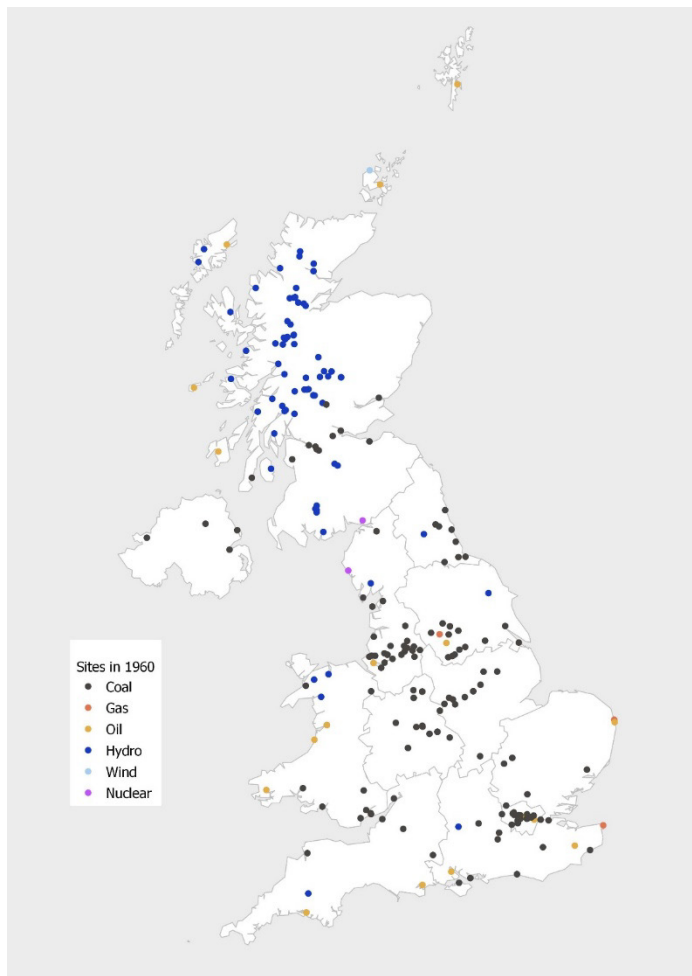 Sites in 1960
Coal
Gas
Oil
Hydro
Wind
Nuclear